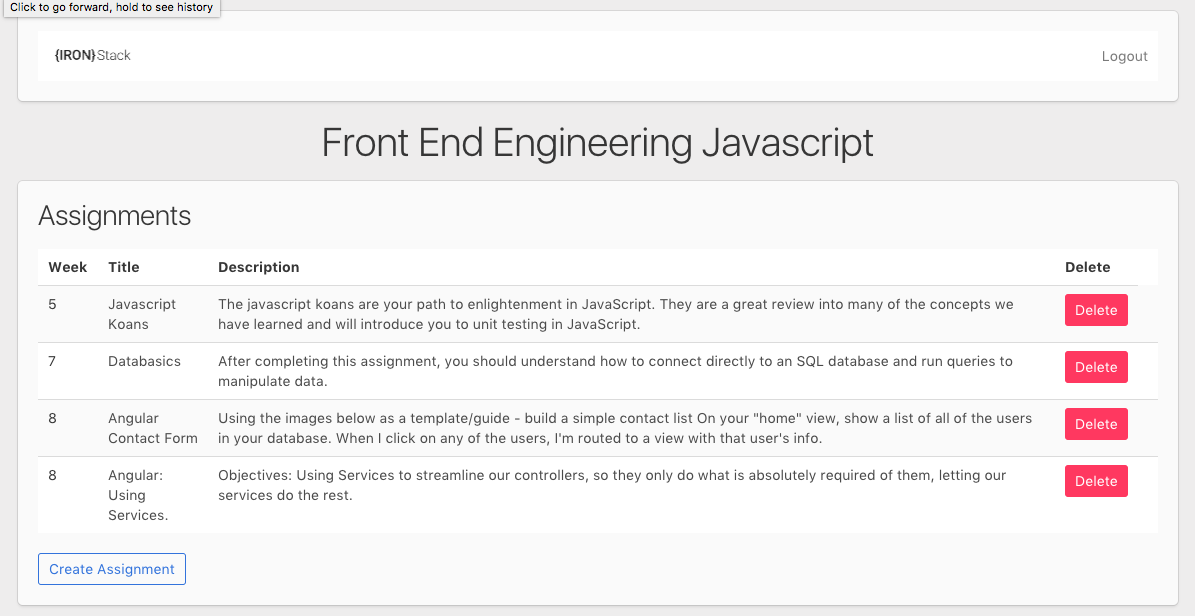 Click to go forward, hold to see history
{IRON}Stack
Logout
Front End Engineering Javascript
Assignments
Week Title Description Delete
5 Javascript Koans The javascript koans are your path to enlightenment in JavaScript. They are a great review into many of the concepts we have learned and will introduce you to unit testing in JavaScript. Delete
7 Databasics After completing this assignment, you should understand how to connect directly to an SQL database and run queries to manipulate data. Delete
8 Angular Contact Form Using the images below as a template/guide - build a simple contact list On your "home" view, show a list of all of the users in your database. When I click on any of the users, I'm routed to a view with that user's info. Delete
8 Angular: Using Services. Objectives: Using Services to streamline our controllers, so they only do what is absolutely required of them, letting our services do the rest. Delete
Create Assignment